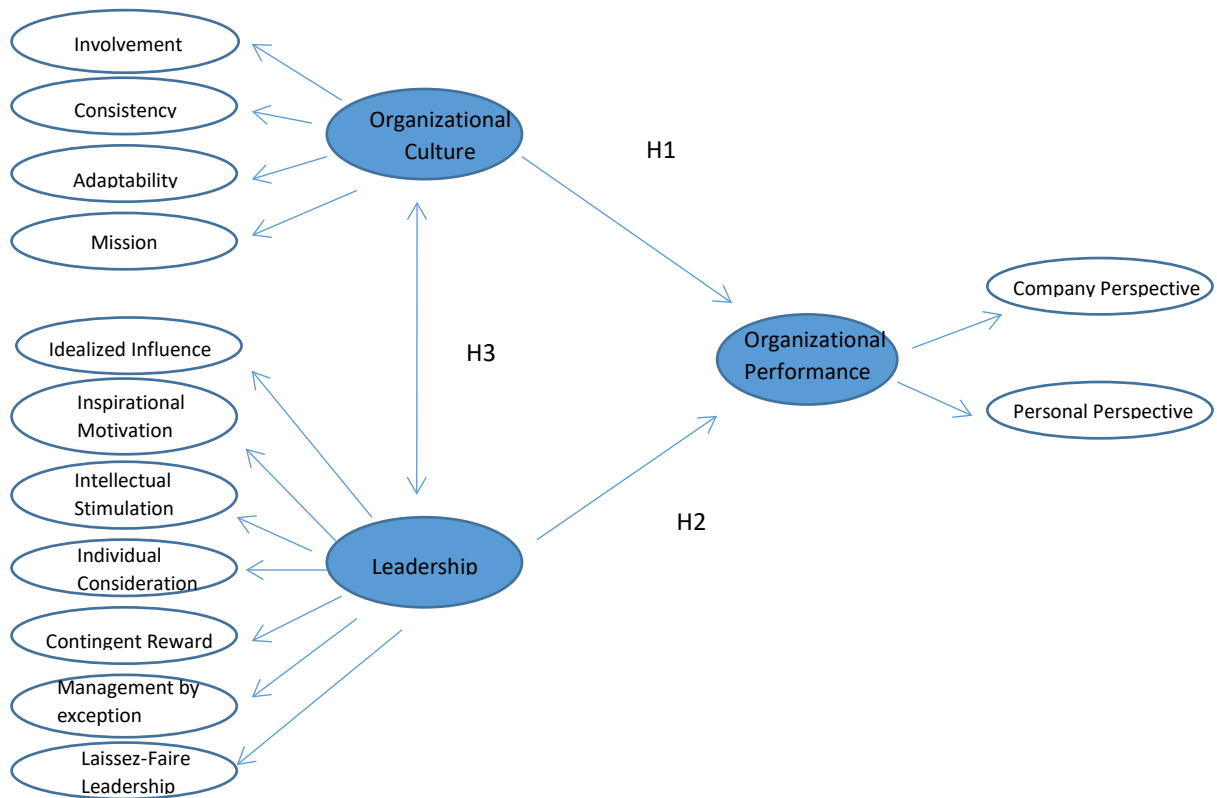 Involvement
Consistency
Adaptability
Mission
Organizational
Culture
H1
Idealized Influence
Inspirational
Motivation
Intellectual
Stimulation
Individual
Consideration
Contingent Reward
Management by
exception
Laissez-Faire
Leadership
H3
Leadership
H2
Organizational
Performance
Company Perspective
Personal Perspective